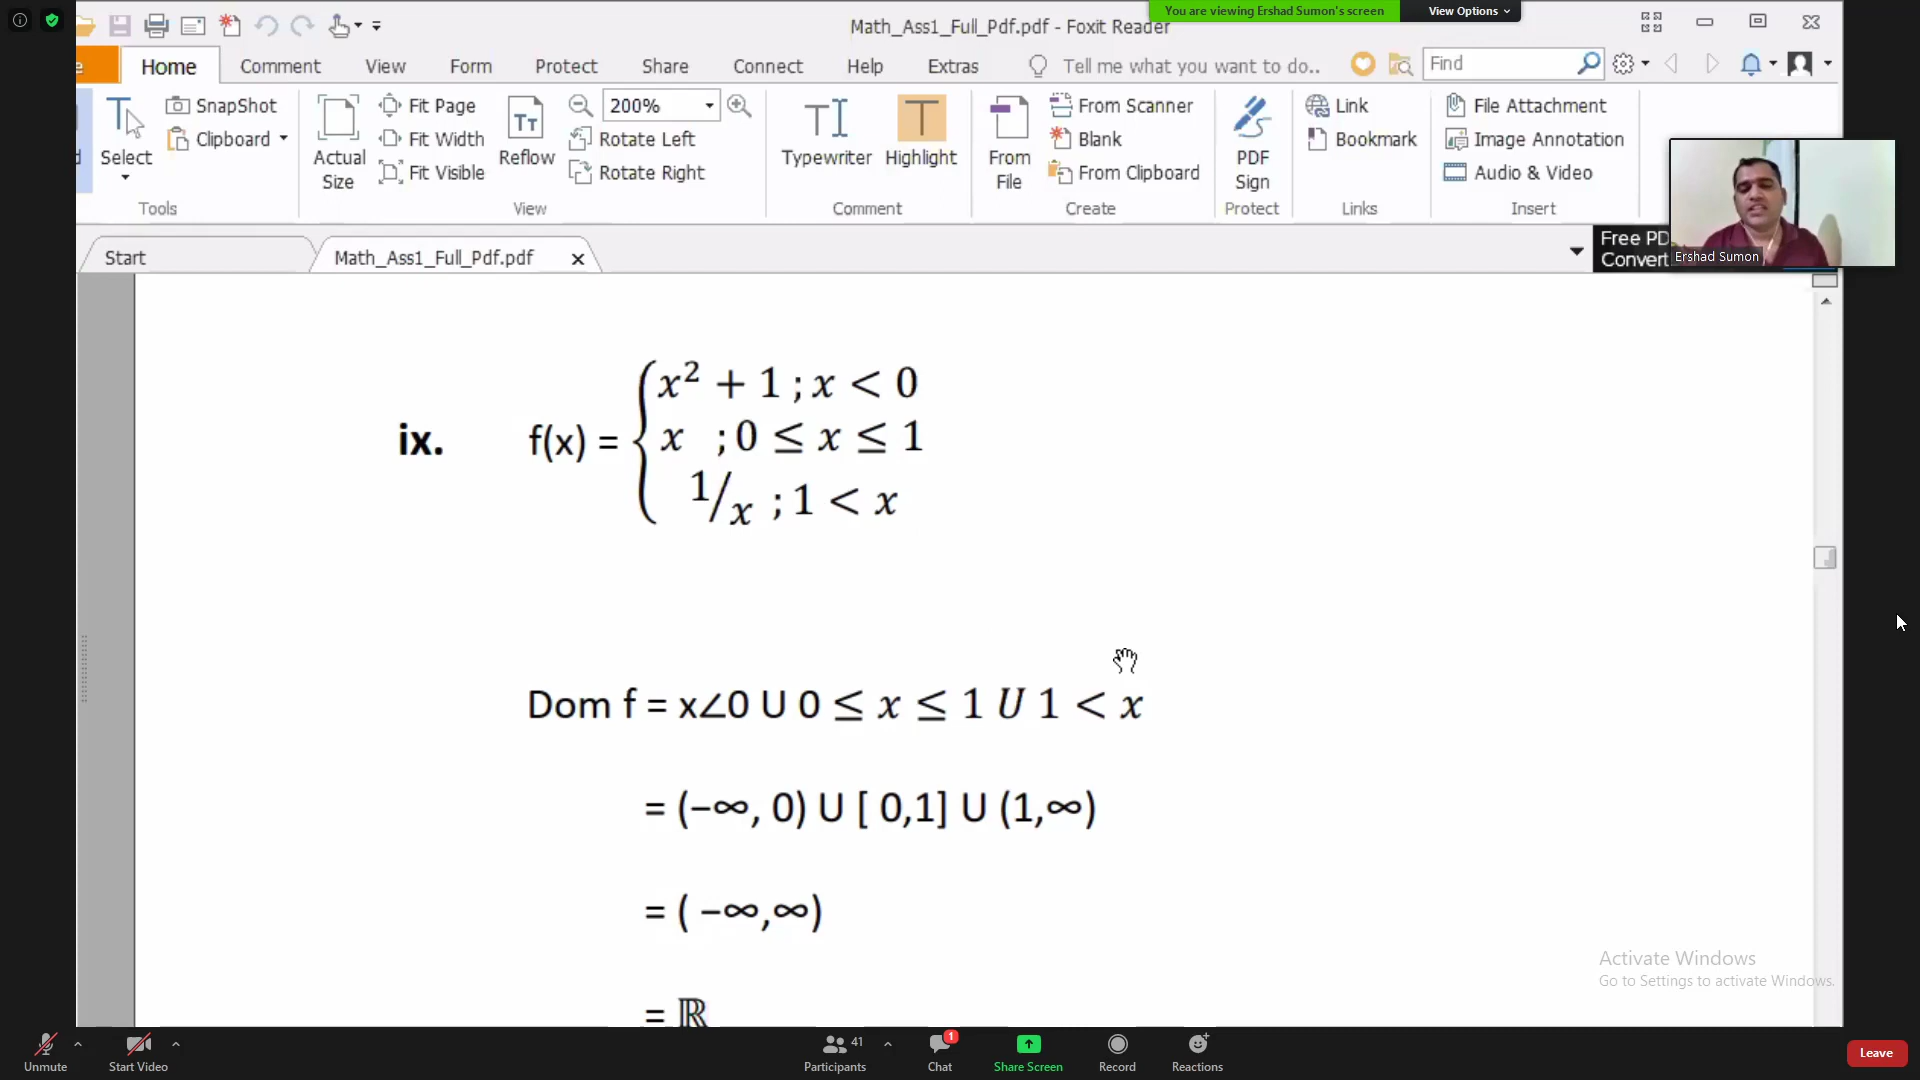 You are viewing Ershad Sumon's screen View Options
Math_Ass1_Full_Pdf.pdf - Foxit Reader
Home Comment View Form Protect Share Connect Help Extras Tell me what you want to do.. Find
Select
SnapShot
Clipboard
Tools
Actual Size
Fit Page
Fit Width
Fit Visible
Reflow
200%
Rotate Left
Rotate Right
View
Typewriter
Highlight
Comment
From File
From Scanner
Blank
From Clipboard
Create
PDF Sign
Protect
Link
Bookmark
Links
File Attachment
Image Annotation
Audio & Video
Insert
Start
Math_Ass1_Full_Pdf.pdf
Free PD
Convert
Ershad Sumon
x² + 1 ; x < 0
ix. f(x) = { x ; 0 ≤ x ≤ 1
1/x ; 1 < x
Dom f = x∠0 U 0 ≤ x ≤ 1 U 1 < x
= (−∞, 0) U [ 0,1] U (1,∞)
= ( −∞,∞)
= ℝ
Activate Windows
Go to Settings to activate Windows.
Unmute
Start Video
41
Participants
1
Chat
Share Screen
Record
Reactions
Leave